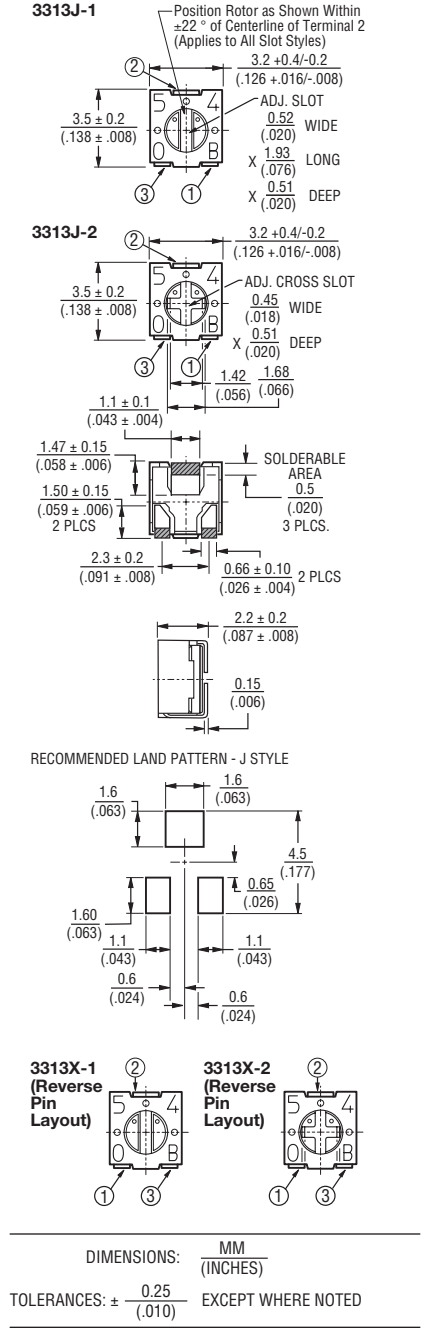 3313J-1
Position Rotor as Shown Within
±22 ° of Centerline of Terminal 2
(Applies to All Slot Styles)
2
3.2 +0.4/-0.2
(.126 +.016/-.008)
5 4
ADJ. SLOT
3.5 ± 0.2
(.138 ± .008)
0.52
(.020)
WIDE
0 B
X 1.93
(.076)
LONG
3 1
X 0.51
(.020)
DEEP
3313J-2
2
3.2 +0.4/-0.2
(.126 +.016/-.008)
5 4
ADJ. CROSS SLOT
3.5 ± 0.2
(.138 ± .008)
0.45
(.018)
WIDE
0 B
X 0.51
(.020)
DEEP
3 1
1.42
(.056)
1.68
(.066)
1.1 ± 0.1
(.043 ± .004)
1.47 ± 0.15
(.058 ± .006)
SOLDERABLE
AREA
0.5
(.020)
3 PLCS.
1.50 ± 0.15
(.059 ± .006)
2 PLCS
2.3 ± 0.2
(.091 ± .008)
0.66 ± 0.10
(.026 ± .004)
2 PLCS
2.2 ± 0.2
(.087 ± .008)
0.15
(.006)
RECOMMENDED LAND PATTERN - J STYLE
1.6
(.063)
1.6
(.063)
4.5
(.177)
0.65
(.026)
1.60
(.063)
1.1
(.043)
1.1
(.043)
0.6
(.024)
0.6
(.024)
3313X-1
(Reverse
Pin
Layout)
2
5 4
0 B
1 3
3313X-2
(Reverse
Pin
Layout)
2
5 4
0 B
1 3
DIMENSIONS: MM
(INCHES)
TOLERANCES: ± 0.25
(.010)
EXCEPT WHERE NOTED